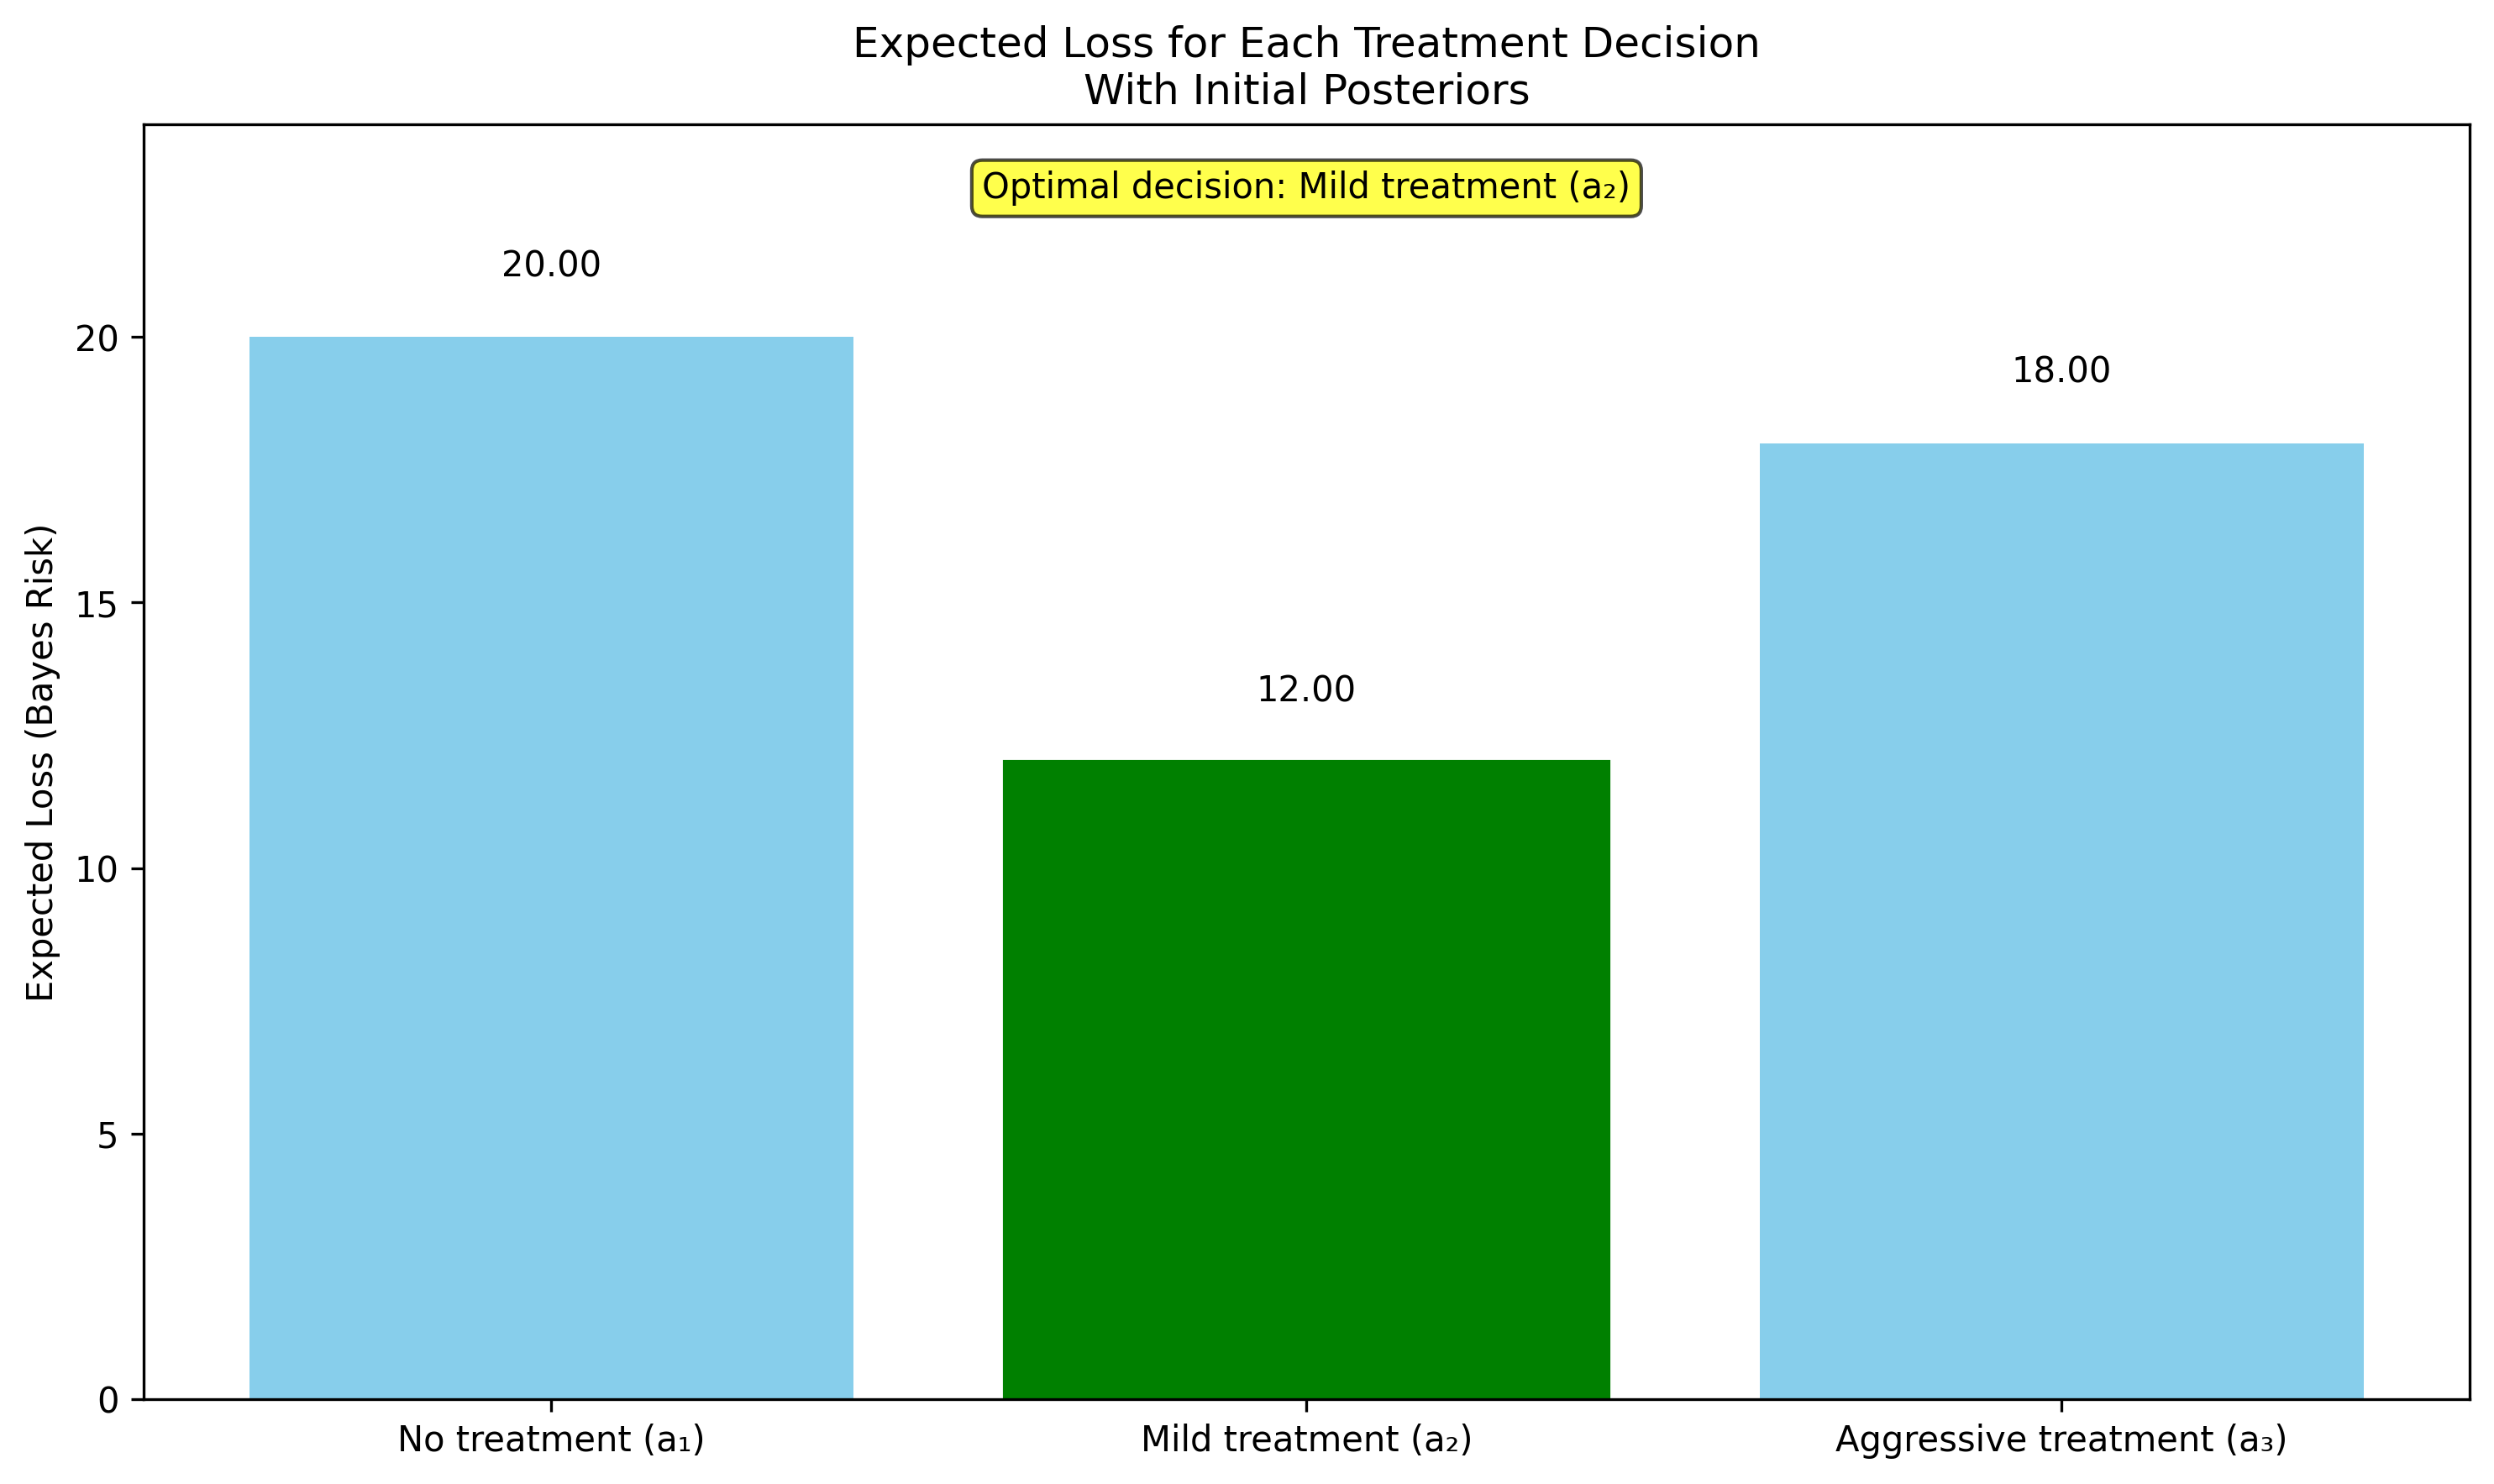 Expected Loss for Each Treatment Decision
With Initial Posteriors
Optimal decision: Mild treatment (a₂)
20.00
18.00
12.00
Expected Loss (Bayes Risk)
20
15
10
5
0
No treatment (a₁)
Mild treatment (a₂)
Aggressive treatment (a₃)